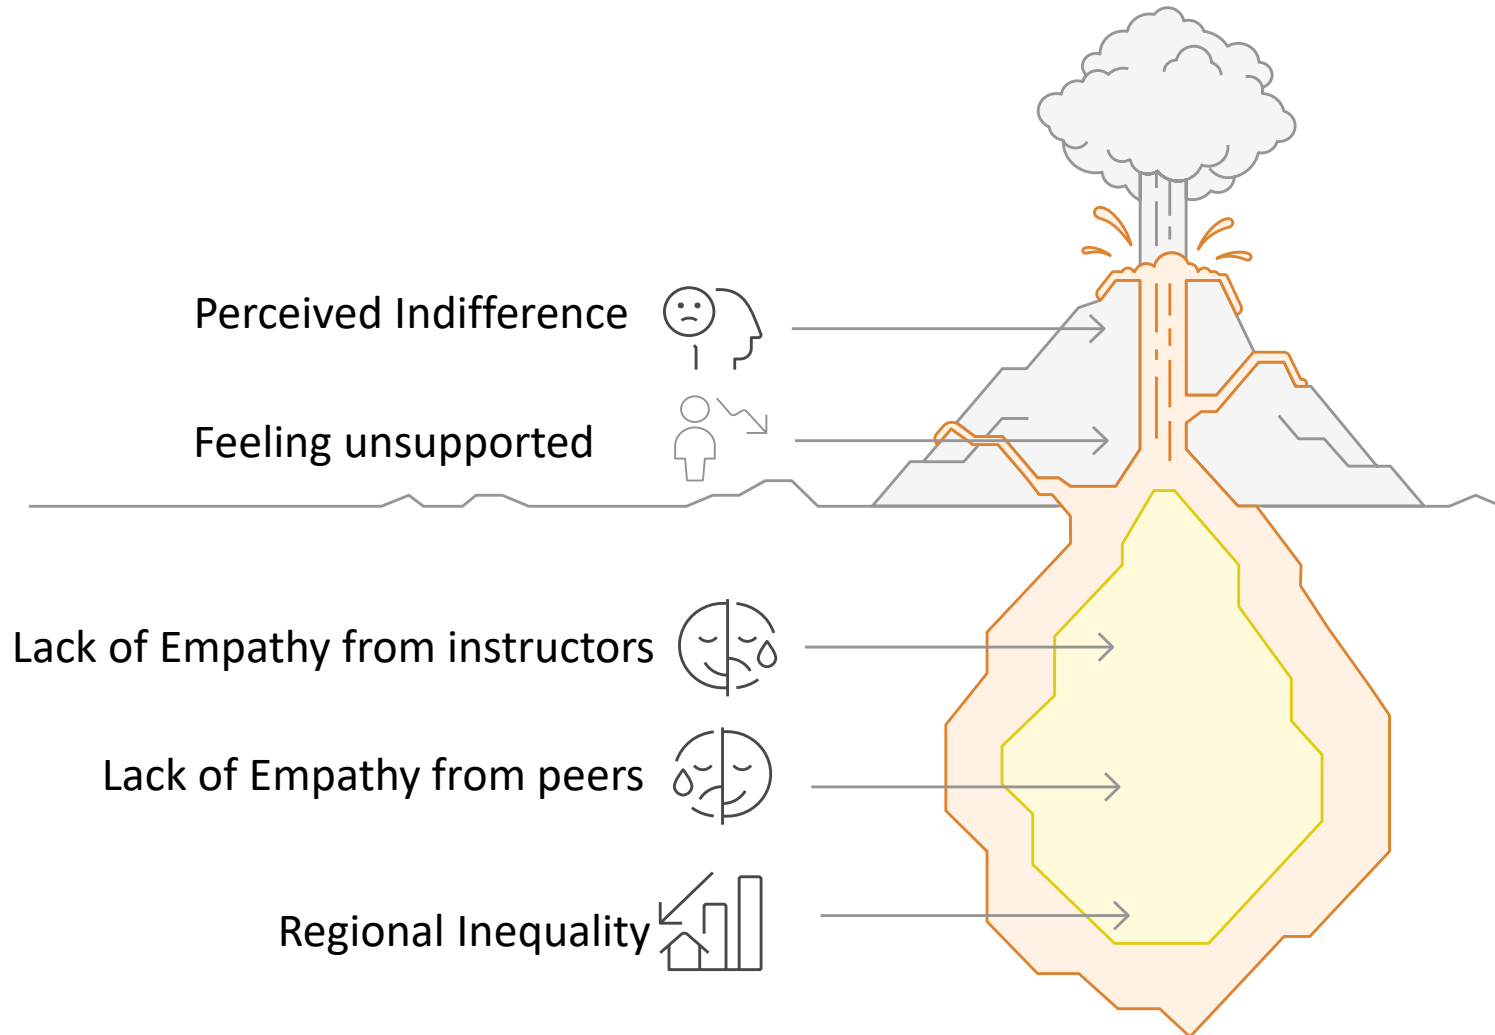 Perceived Indifference
Feeling unsupported
Lack of Empathy from instructors
Lack of Empathy from peers
Regional Inequality